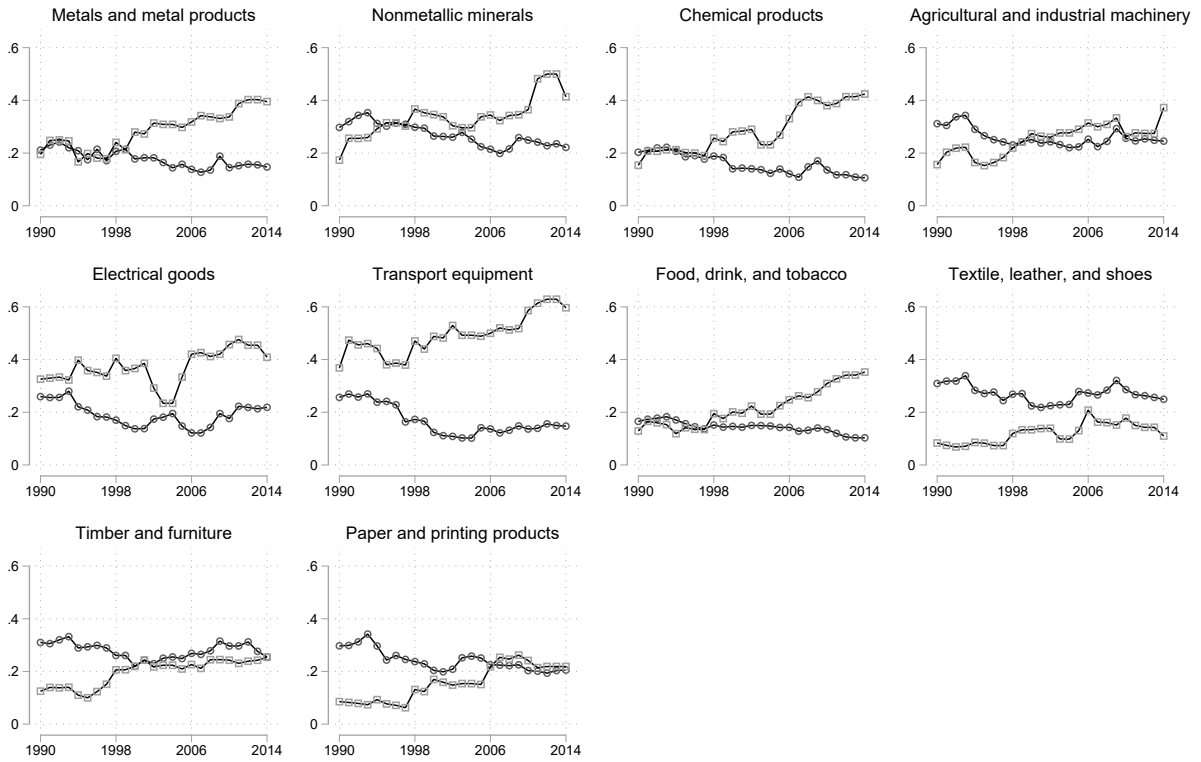 Metals and metal products
Nonmetallic minerals
Chemical products
Agricultural and industrial machinery
.6
.4
.2
0
1990 1998 2006 2014
.6
.4
.2
0
1990 1998 2006 2014
.6
.4
.2
0
1990 1998 2006 2014
.6
.4
.2
0
1990 1998 2006 2014
Electrical goods
Transport equipment
Food, drink, and tobacco
Textile, leather, and shoes
.6
.4
.2
0
1990 1998 2006 2014
.6
.4
.2
0
1990 1998 2006 2014
.6
.4
.2
0
1990 1998 2006 2014
.6
.4
.2
0
1990 1998 2006 2014
Timber and furniture
Paper and printing products
.6
.4
.2
0
1990 1998 2006 2014
.6
.4
.2
0
1990 1998 2006 2014